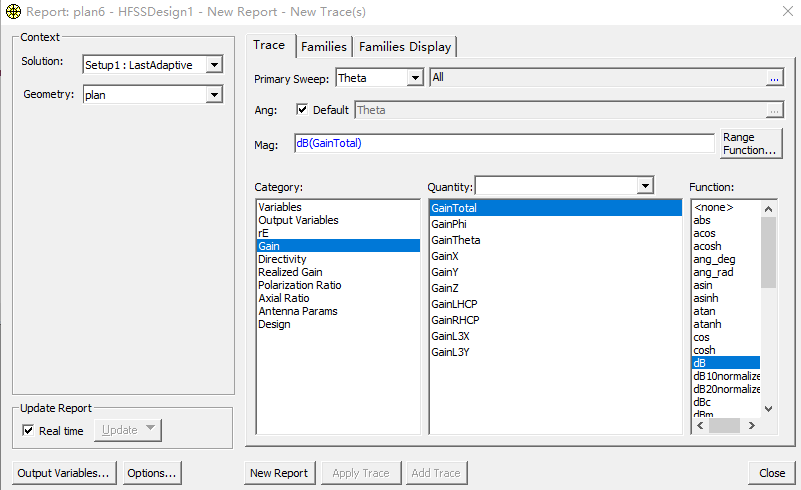 Report: plan6 - HFSSDesign1 - New Report - New Trace(s)
Context
Solution:
Setup1 : LastAdaptive
Geometry:
plan
Update Report
Real time
Update
Output Variables...
Options...
Trace
Families
Families Display
Primary Sweep:
Theta
All
...
Ang:
Default
Theta
...
Mag:
dB(GainTotal)
Range
Function...
Category:
Variables
Output Variables
rE
Gain
Directivity
Realized Gain
Polarization Ratio
Axial Ratio
Antenna Params
Design
Quantity:
GainTotal
GainPhi
GainTheta
GainX
GainY
GainZ
GainLHCP
GainRHCP
GainL3X
GainL3Y
Function:
<none>
abs
acos
acosh
ang_deg
ang_rad
asin
asinh
atan
atanh
cos
cosh
dB
dB10normalize
dB20normalize
dBc
dBm
New Report
Apply Trace
Add Trace
Close